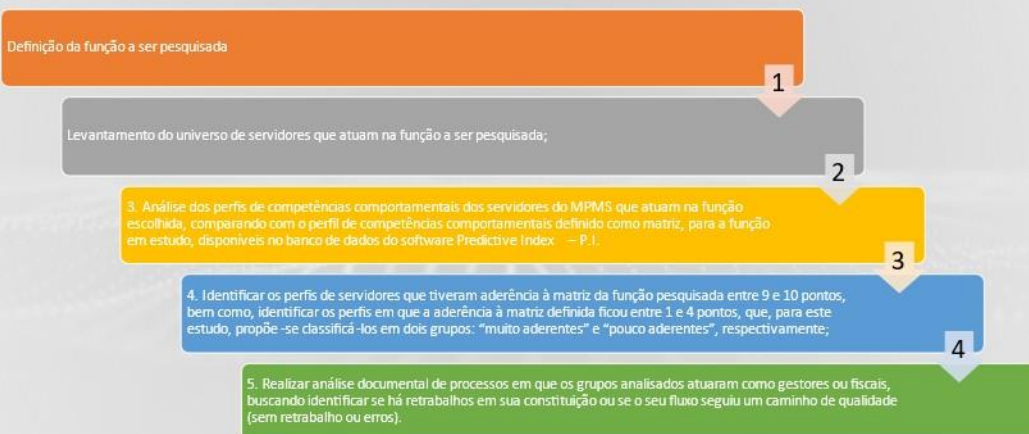 Definição da função a ser pesquisada
1
Levantamento do universo de servidores que atuam na função a ser pesquisada;
2
3. Análise dos perfis de competências comportamentais dos servidores do MPMS que atuam na função
escolhida, comparando com o perfil de competências comportamentais definido como matriz, para a função
em estudo, disponíveis no banco de dados do software Predictive Index – P.I.
3
4. Identificar os perfis de servidores que tiveram aderência à matriz da função pesquisada entre 9 e 10 pontos,
bem como, identificar os perfis em que a aderência à matriz definida ficou entre 1 e 4 pontos, que, para este
estudo, propõe -se classificá-los em dois grupos: “muito aderentes” e “pouco aderentes”, respectivamente;
4
5. Realizar análise documental de processos em que os grupos analisados atuaram como gestores ou fiscais,
buscando identificar se há retrabalhos em sua constituição ou se o seu fluxo seguiu um caminho de qualidade
(sem retrabalho ou erros).